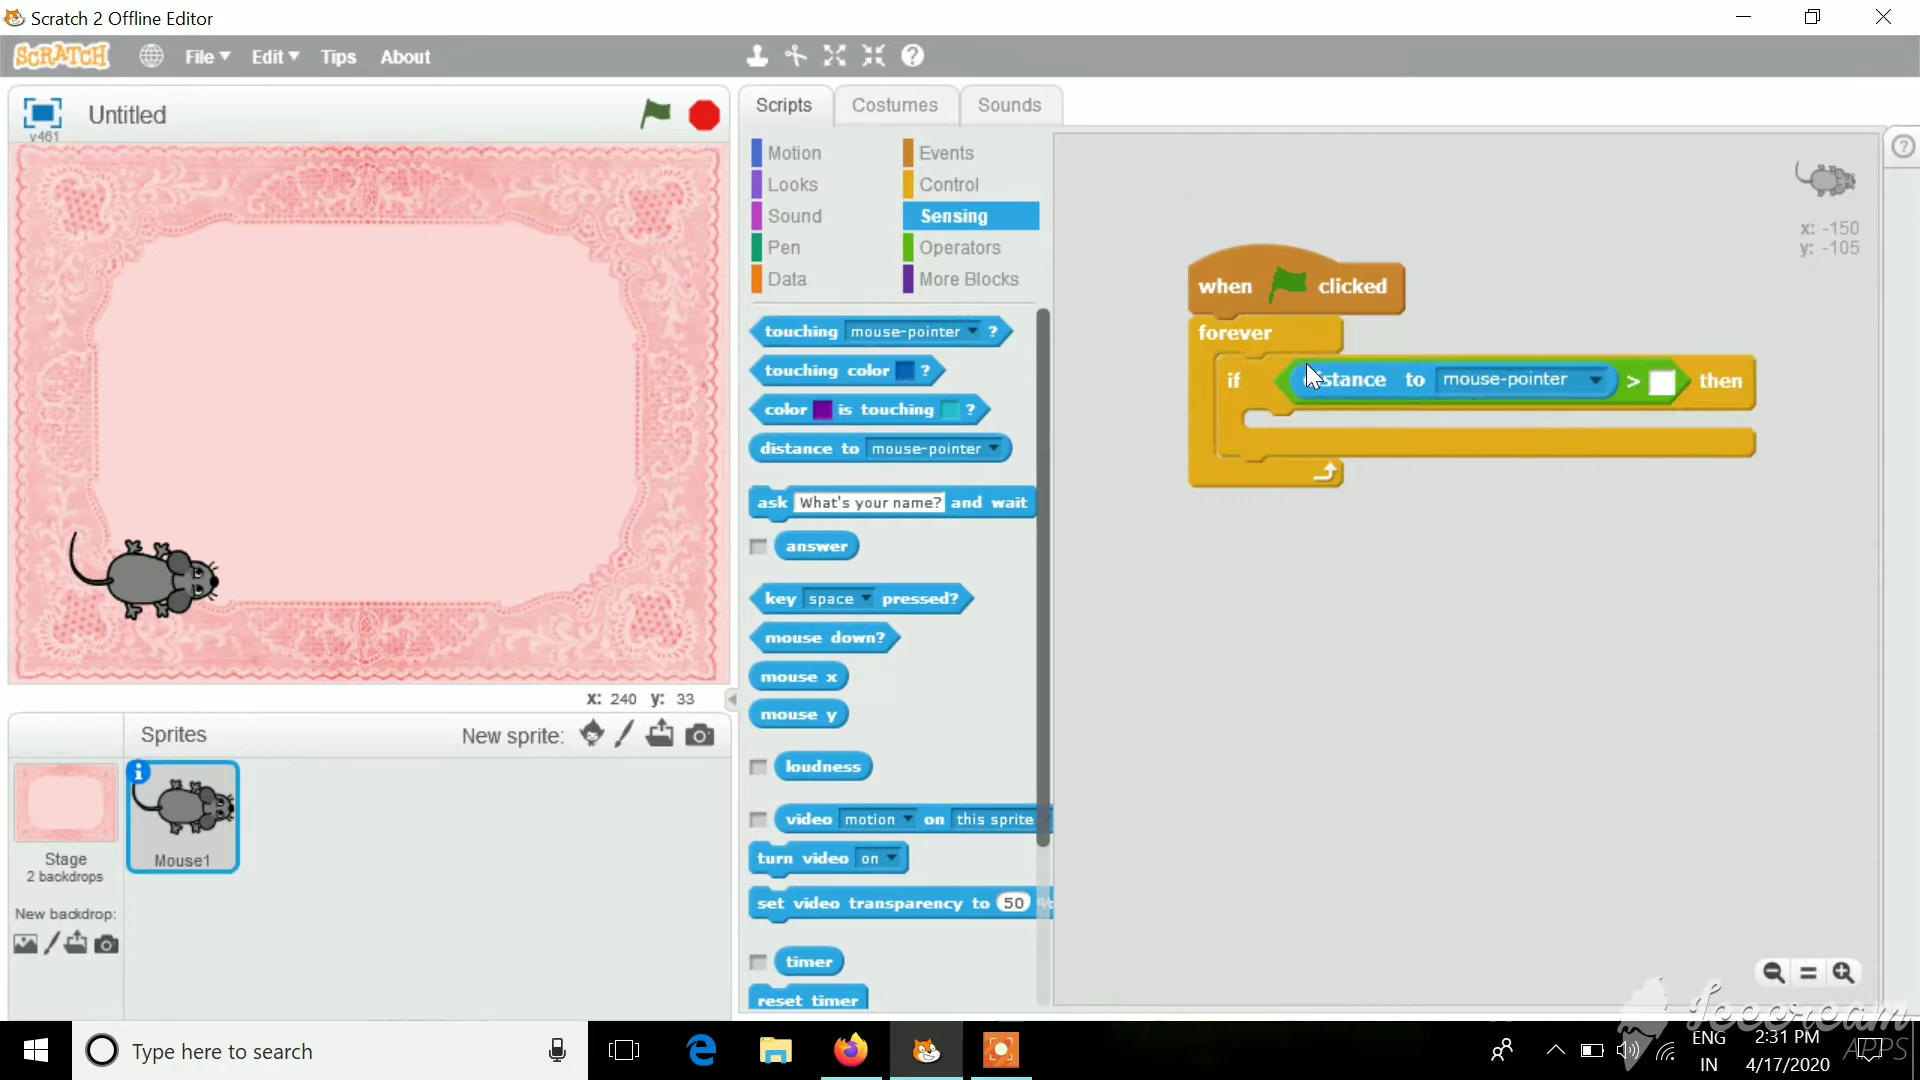 Scratch 2 Offline Editor
SCRATCH File Edit Tips About
Untitled
v461
Scripts Costumes Sounds
Motion Events
Looks Control
Sound Sensing
Pen Operators
Data More Blocks
touching mouse-pointer ?
touching color ?
color is touching ?
distance to mouse-pointer
ask What's your name? and wait
answer
key space pressed?
mouse down?
mouse x
mouse y
loudness
video motion on this sprite
turn video on
set video transparency to 50 %
timer
reset timer
x: -150
y: -105
when clicked
forever
if distance to mouse-pointer > then
x: 240 y: 33
Sprites New sprite:
Stage
2 backdrops
New backdrop:
Mouse1
Type here to search
ENG
IN
2:31 PM
4/17/2020
Icecream
APPS